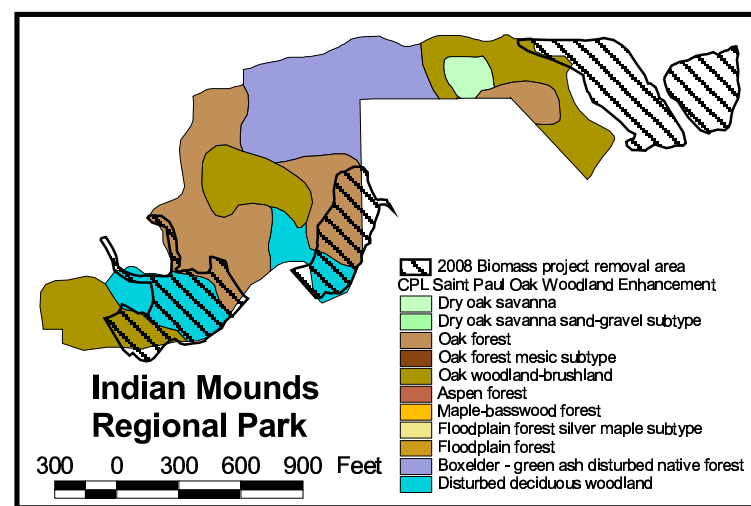 2008 Biomass project removal area
CPL Saint Paul Oak Woodland Enhancement
Dry oak savanna
Dry oak savanna sand-gravel subtype
Oak forest
Oak forest mesic subtype
Oak woodland-brushland
Aspen forest
Maple-basswood forest
Floodplain forest silver maple subtype
Floodplain forest
Boxelder - green ash disturbed native forest
Disturbed deciduous woodland
Indian Mounds
Regional Park
300 0 300 600 900 Feet